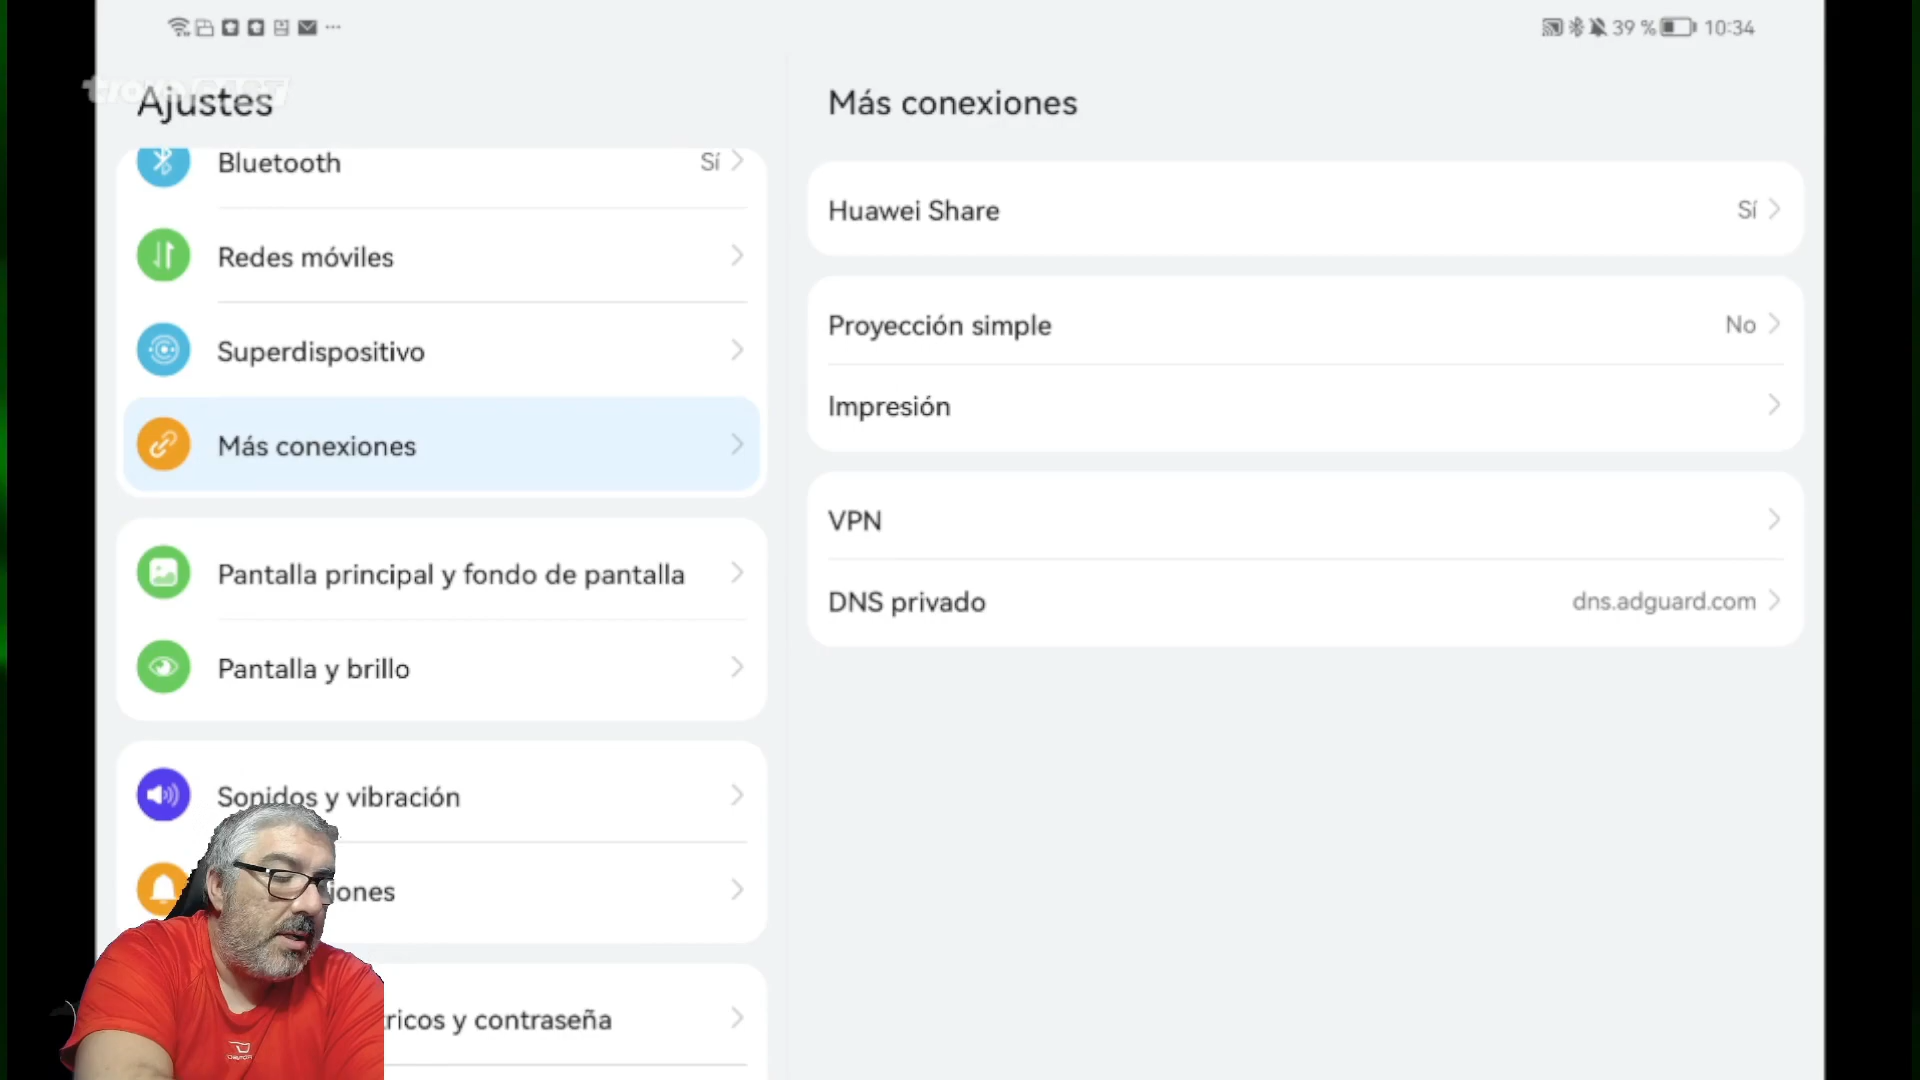 39 % 10:34
Ajustes
Bluetooth Sí
Redes móviles
Superdispositivo
Más conexiones
Pantalla principal y fondo de pantalla
Pantalla y brillo
Sonidos y vibración
iones
ricos y contraseña
Más conexiones
Huawei Share Sí
Proyección simple No
Impresión
VPN
DNS privado dns.adguard.com